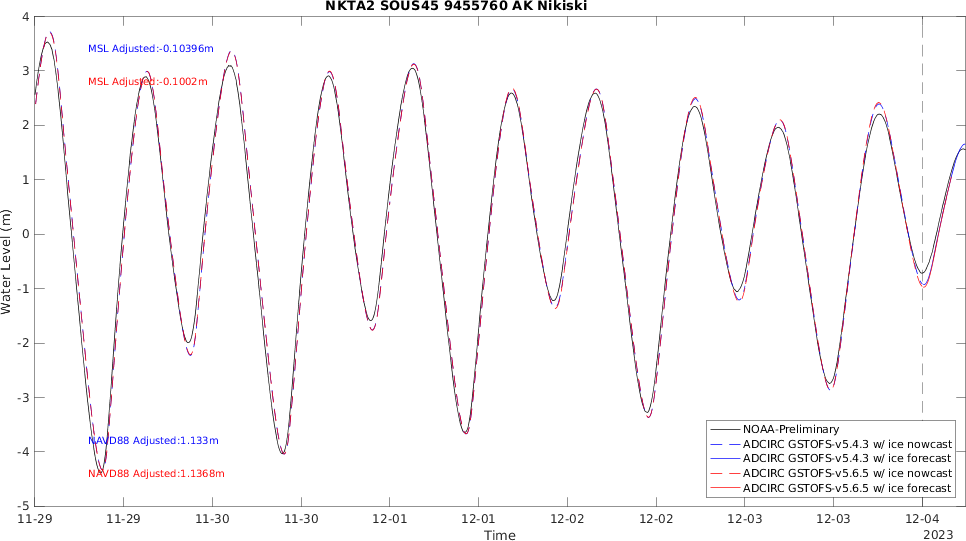 NKTA2 SOUS45 9455760 AK Nikiski
4
3
2
1
0
-1
-2
-3
-4
-5
Water Level (m)
MSL Adjusted:-0.10396m
MSL Adjusted:-0.1002m
NAVD88 Adjusted:1.133m
NAVD88 Adjusted:1.1368m
NOAA-Preliminary
ADCIRC GSTOFS-v5.4.3 w/ ice nowcast
ADCIRC GSTOFS-v5.4.3 w/ ice forecast
ADCIRC GSTOFS-v5.6.5 w/ ice nowcast
ADCIRC GSTOFS-v5.6.5 w/ ice forecast
11-29 11-29 11-30 11-30 12-01 12-01 12-02 12-02 12-03 12-03 12-04
2023
Time